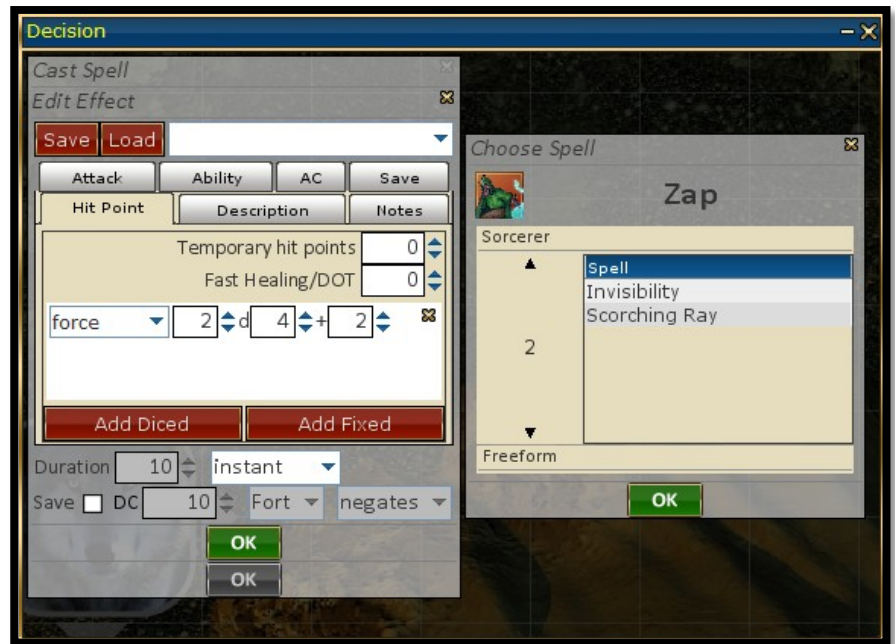 Decision
Cast Spell
Edit Effect
Save Load
Attack Ability AC Save
Hit Point Description Notes
Temporary hit points 0
Fast Healing/DOT 0
force 2 d 4 + 2
Add Diced Add Fixed
Duration 10 instant
Save DC 10 Fort negates
OK
OK
Choose Spell
Zap
Sorcerer
Spell
Invisibility
Scorching Ray
2
Freeform
OK